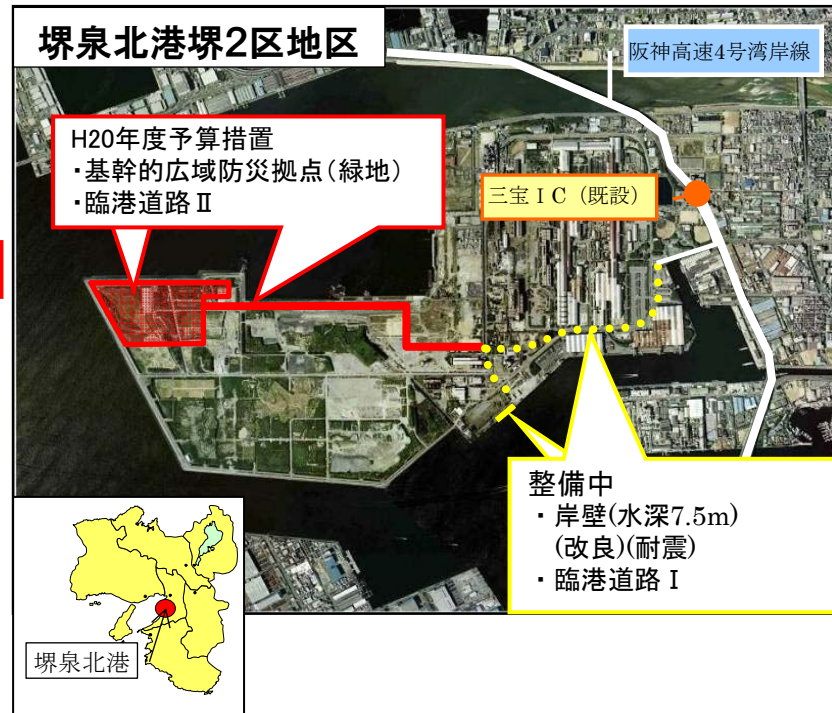 堺泉北港堺2区地区
阪神高速4号湾岸線
H20年度予算措置
・基幹的広域防災拠点（緑地）
・臨港道路Ⅱ
三宝ＩＣ（既設）
整備中
・岸壁(水深7.5m)
(改良)(耐震)
・臨港道路Ⅰ
堺泉北港